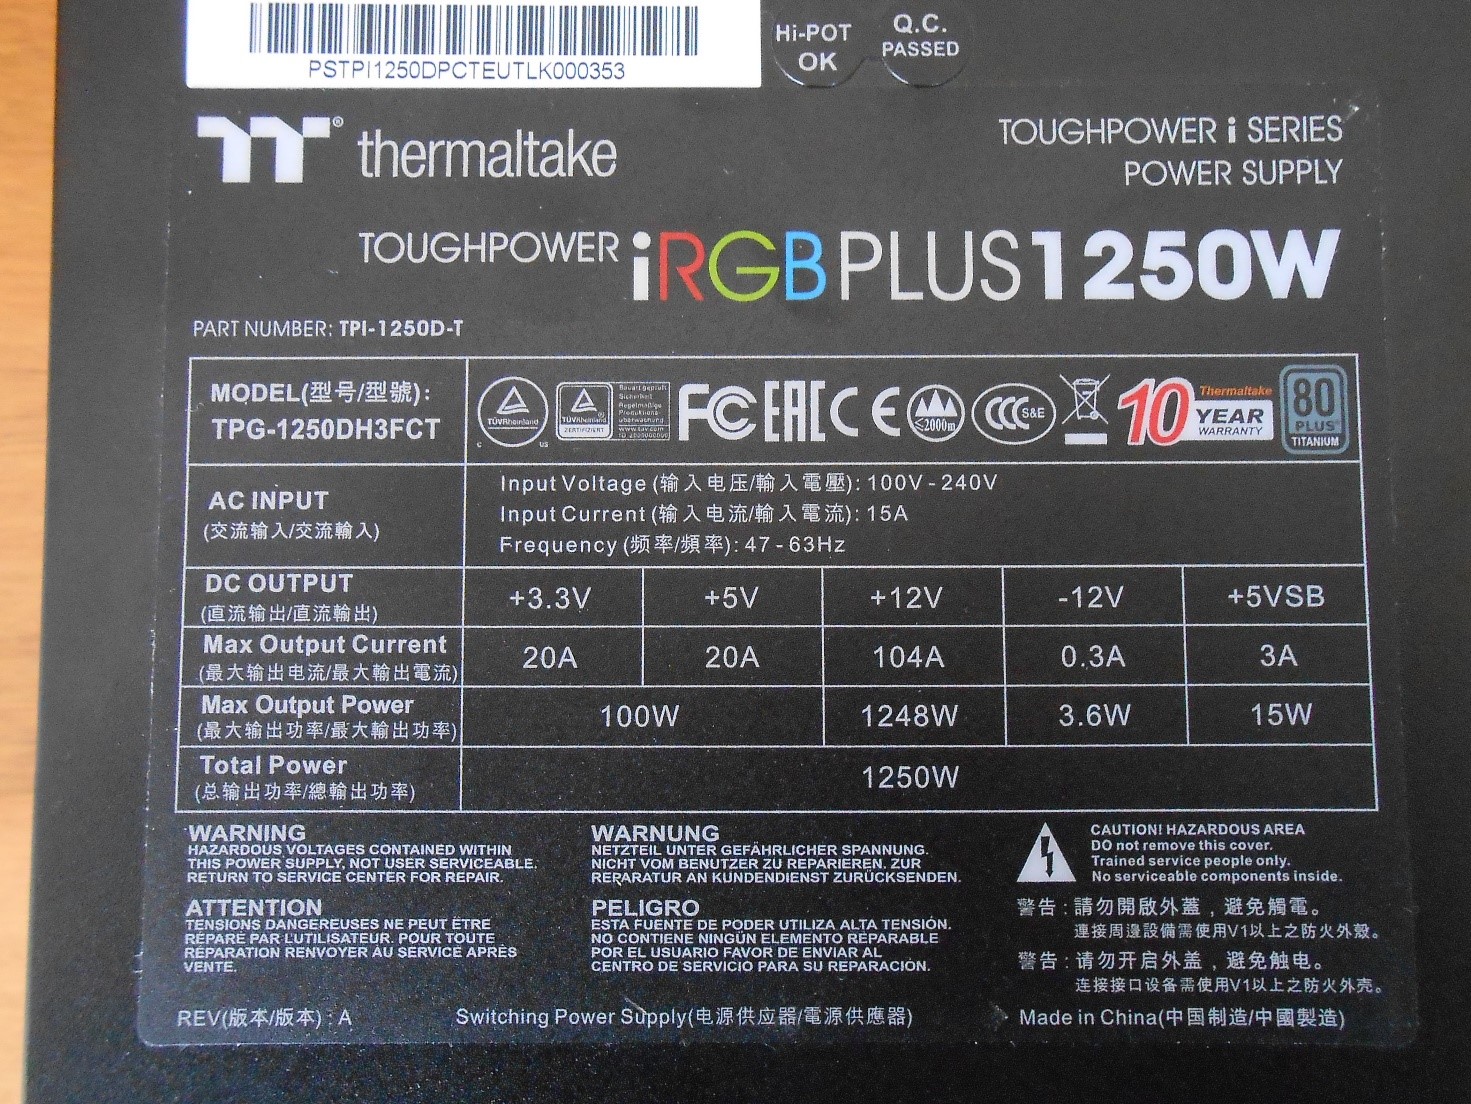 PSTPI1250DPCTEUTLK000353
Hi-POT
OK
Q.C.
PASSED
thermaltake
TOUGHPOWER i SERIES
POWER SUPPLY
TOUGHPOWER iRGB PLUS 1250W
PART NUMBER: TPI-1250D-T
MODEL(型号/型號):
TPG-1250DH3FCT
TÜVRheinland
C US
TÜVRheinland
ZERTIFIZIERT
Bauart geprüft
Sicherheit
Regelmäßige
Produktions-
überwachung
www.tuv.com
FC EAC CE
≤2000m
CCC S&E
10 Thermaltake
YEAR
WARRANTY
80
PLUS
TITANIUM
AC INPUT
(交流输入/交流輸入)
Input Voltage (输入电压/輸入電壓): 100V - 240V
Input Current (输入电流/輸入電流): 15A
Frequency (频率/頻率): 47 - 63Hz
DC OUTPUT
(直流输出/直流輸出)
+3.3V +5V +12V -12V +5VSB
Max Output Current
(最大输出电流/最大輸出電流)
20A 20A 104A 0.3A 3A
Max Output Power
(最大输出功率/最大輸出功率)
100W 1248W 3.6W 15W
Total Power
(总输出功率/總輸出功率)
1250W
WARNING
HAZARDOUS VOLTAGES CONTAINED WITHIN
THIS POWER SUPPLY, NOT USER SERVICEABLE.
RETURN TO SERVICE CENTER FOR REPAIR.
WARNUNG
NETZTEIL UNTER GEFÄHRLICHER SPANNUNG.
NICHT VOM BENUTZER ZU REPARIEREN. ZUR
REPARATUR AN KUNDENDIENST ZURÜCKSENDEN.
CAUTION! HAZARDOUS AREA
DO not remove this cover.
Trained service people only.
No serviceable components inside.
ATTENTION
TENSIONS DANGEREUSES NE PEUT ÊTRE
RÉPARÉ PAR L'UTILISATEUR. POUR TOUTE
RÉPARATION RENVOYER AU SERVICE APRÈS
VENTE.
PELIGRO
ESTA FUENTE DE PODER UTILIZA ALTA TENSIÓN.
NO CONTIENE NINGÚN ELEMENTO REPARABLE
POR EL USUARIO FAVOR DE ENVIAR AL
CENTRO DE SERVICIO PARA SU REPARACIÓN.
警告：請勿開啟外蓋，避免觸電。
連接周邊設備需使用V1以上之防火外殼。
警告：请勿开启外盖，避免触电。
连接接口设备需使用V1以上之防火外壳。
REV(版本/版本) : A
Switching Power Supply(电源供应器/電源供應器)
Made in China(中国制造/中國製造)